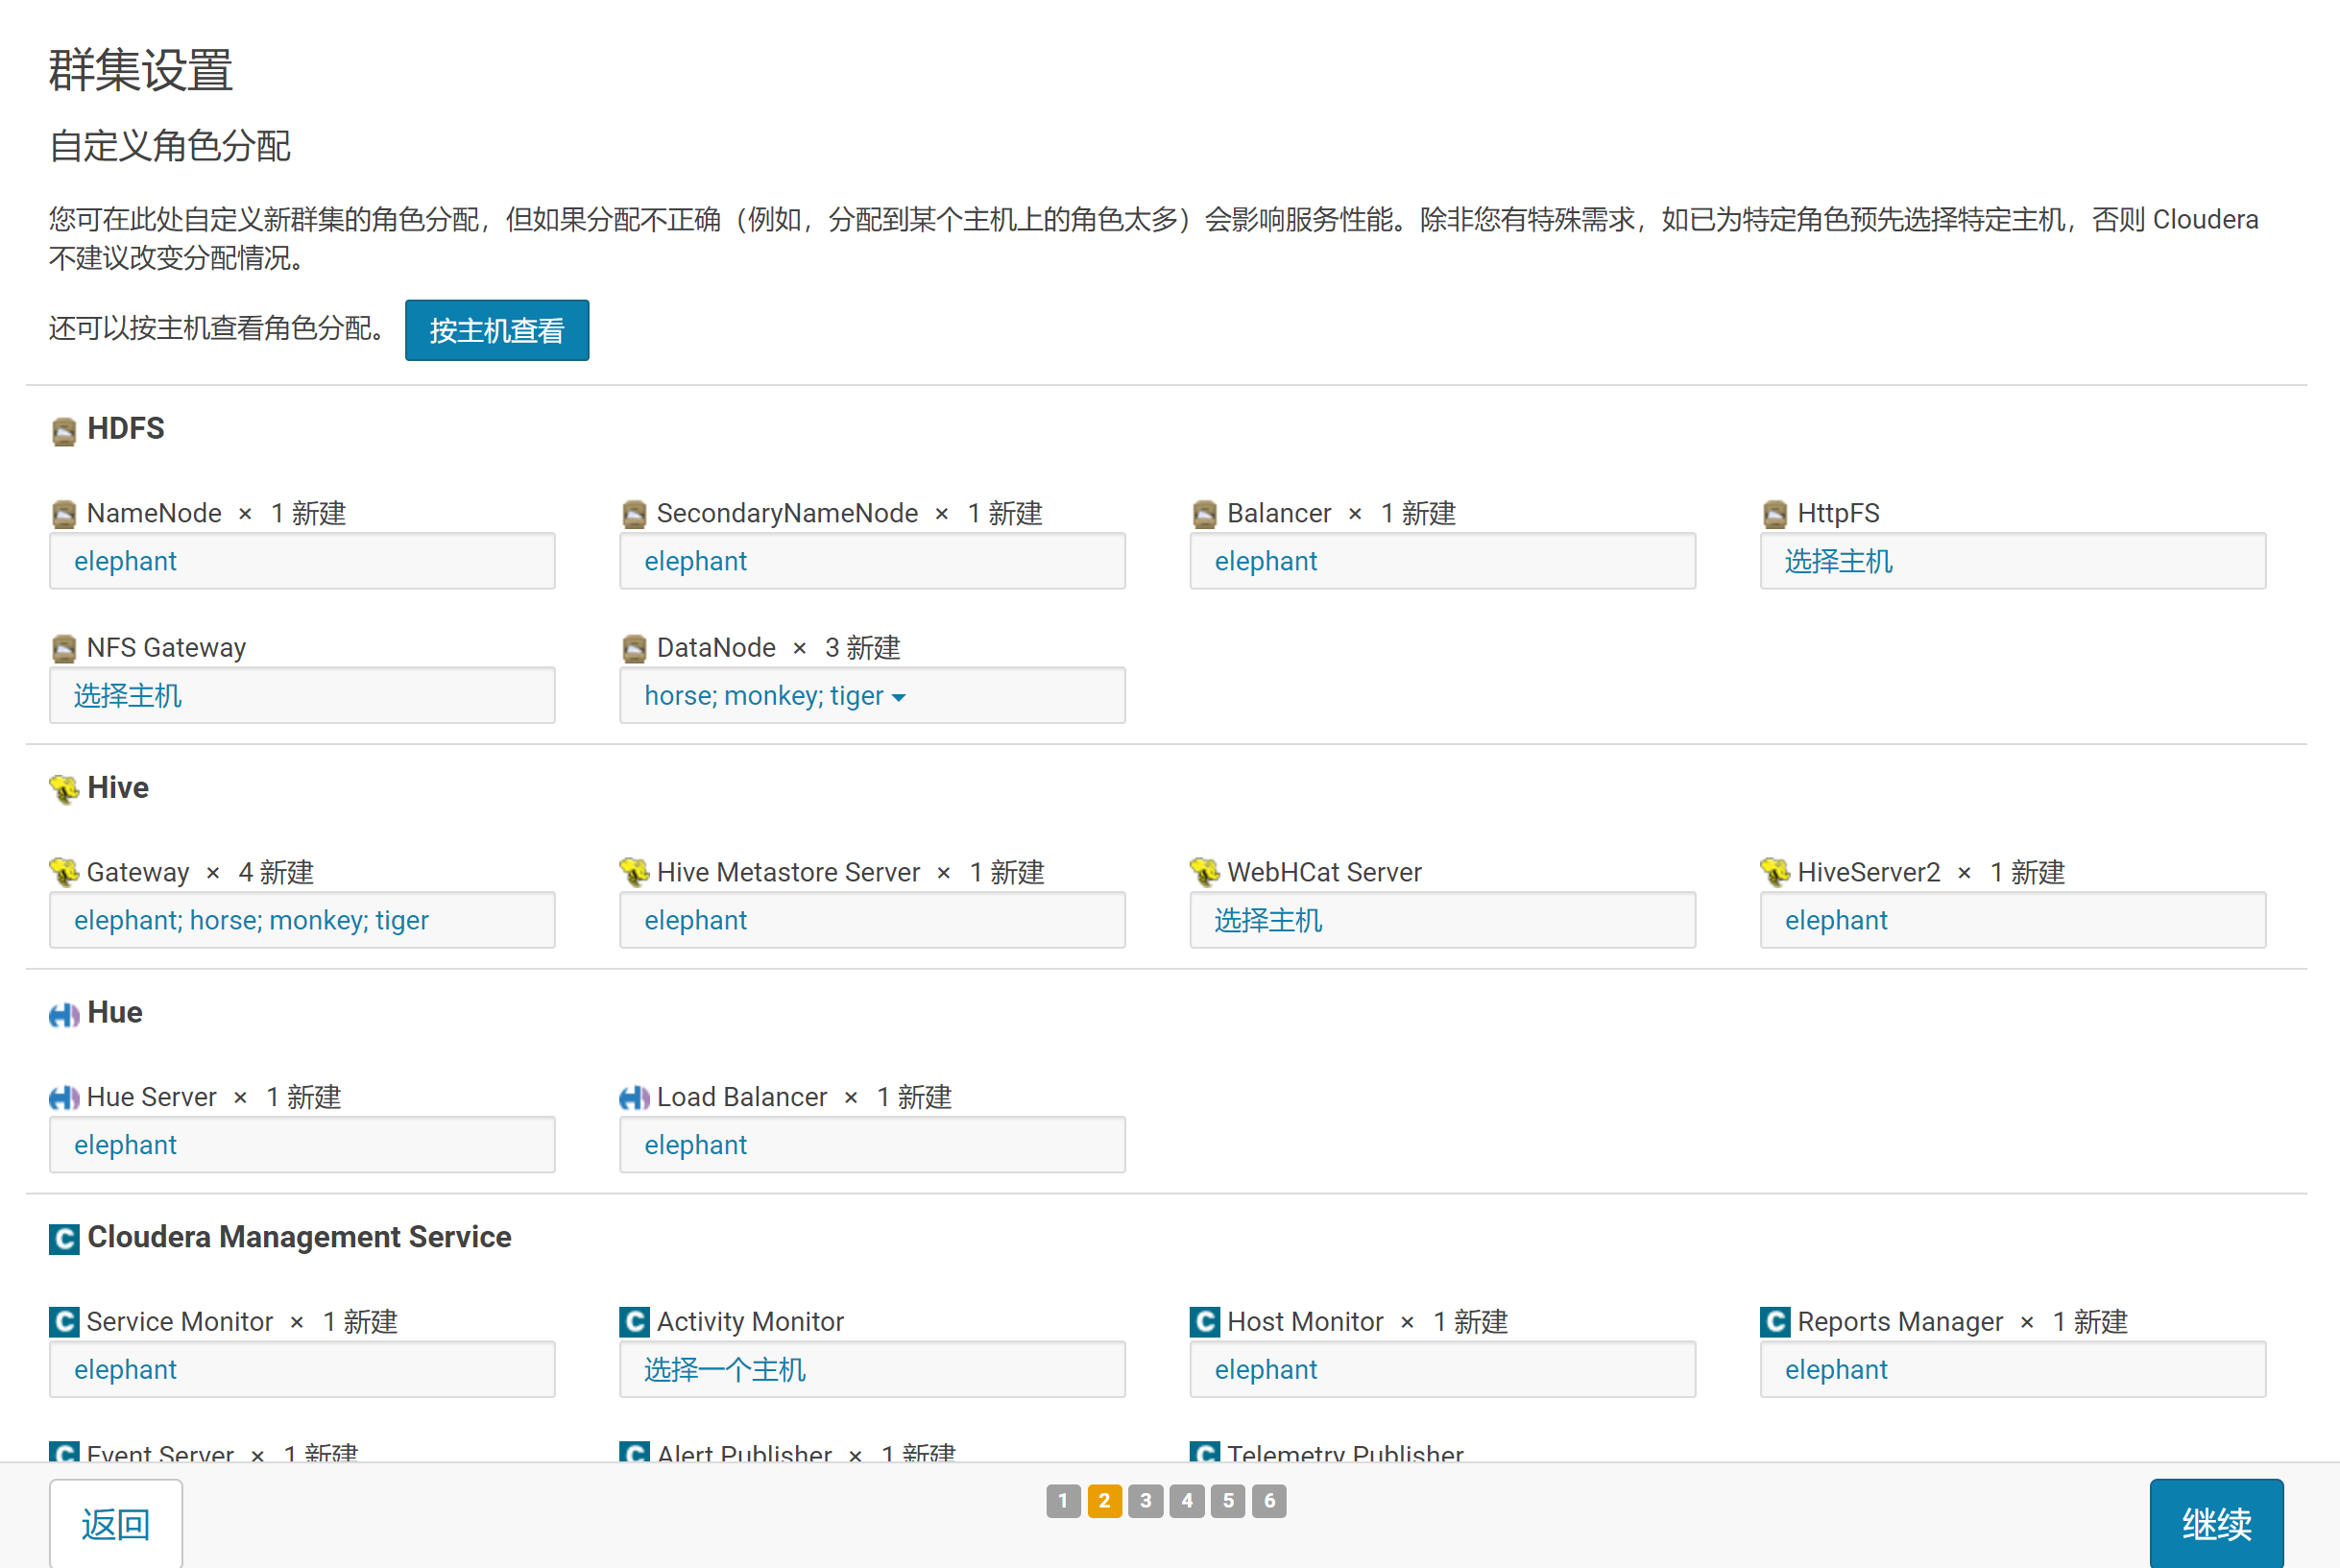 群集设置
自定义角色分配
您可在此处自定义新群集的角色分配，但如果分配不正确（例如，分配到某个主机上的角色太多）会影响服务性能。除非您有特殊需求，如已为特定角色预先选择特定主机，否则 Cloudera
不建议改变分配情况。
还可以按主机查看角色分配。 按主机查看
HDFS
NameNode × 1 新建 SecondaryNameNode × 1 新建 Balancer × 1 新建 HttpFS
elephant elephant elephant 选择主机
NFS Gateway DataNode × 3 新建
选择主机 horse; monkey; tiger
Hive
Gateway × 4 新建 Hive Metastore Server × 1 新建 WebHCat Server HiveServer2 × 1 新建
elephant; horse; monkey; tiger elephant 选择主机 elephant
Hue
Hue Server × 1 新建 Load Balancer × 1 新建
elephant elephant
C Cloudera Management Service
C Service Monitor × 1 新建 C Activity Monitor C Host Monitor × 1 新建 C Reports Manager × 1 新建
elephant 选择一个主机 elephant elephant
C Event Server × 1 新建 C Alert Publisher × 1 新建 C Telemetry Publisher
返回 1 2 3 4 5 6 继续